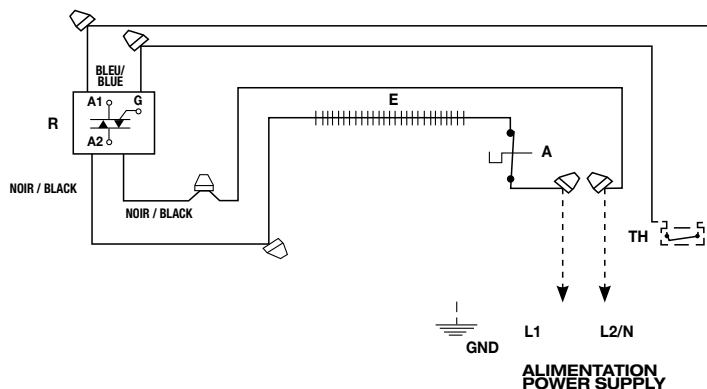 BLEU/
BLUE
A1
G
R
A2
E
A
NOIR / BLACK
NOIR / BLACK
TH
GND
L1
L2/N
ALIMENTATION
POWER SUPPLY